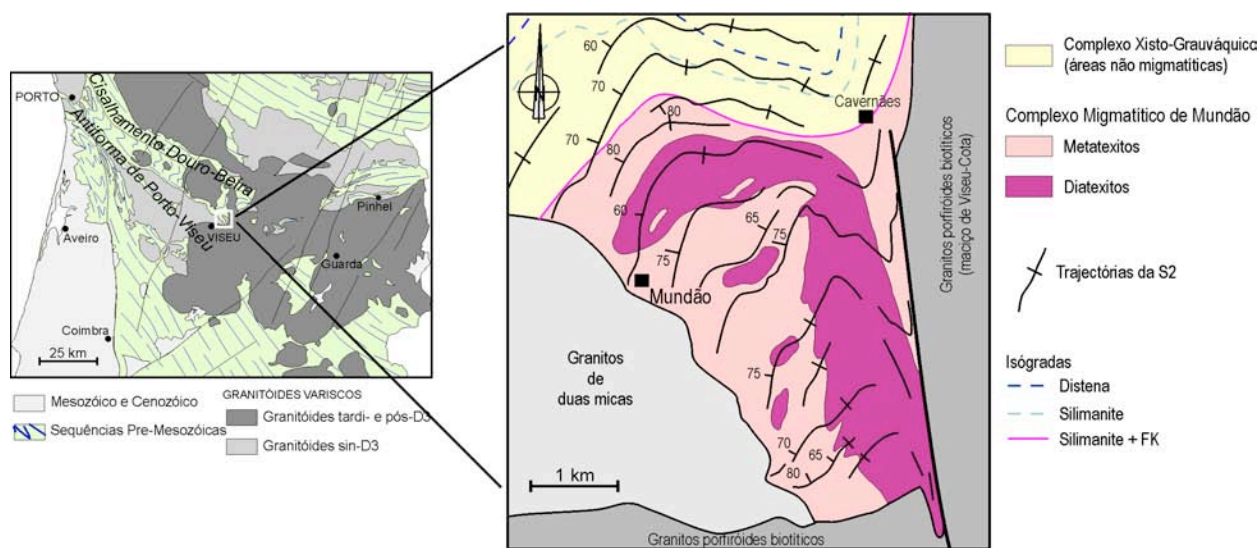 PORTO
Cisalhamento Douro-Beira
Antiforma de Porto-Viseu
Pinhel
Aveiro
VISEU
Guarda
Coimbra
25 km
Mesozóico e Cenozóico
Sequências Pre-Mesozóicas
GRANITÓIDES VARISCOS
Granitóides tardi- e pós-D3
Granitóides sin-D3
60
70
70
80
80
Cavernães
60
65
75
75
75
Mundão
Granitos
de
duas micas
75
70
65
80
1 km
Granitos porfiróides biotíticos
Granitos porfiróides biotíticos
(maciço de Viseu-Cota)
Complexo Xisto-Grauváquico
(áreas não migmatíticas)
Complexo Migmatítico de Mundão
Metatexitos
Diatexitos
Trajectórias da S2
Isógradas
Distena
Silimanite
Silimanite + FK